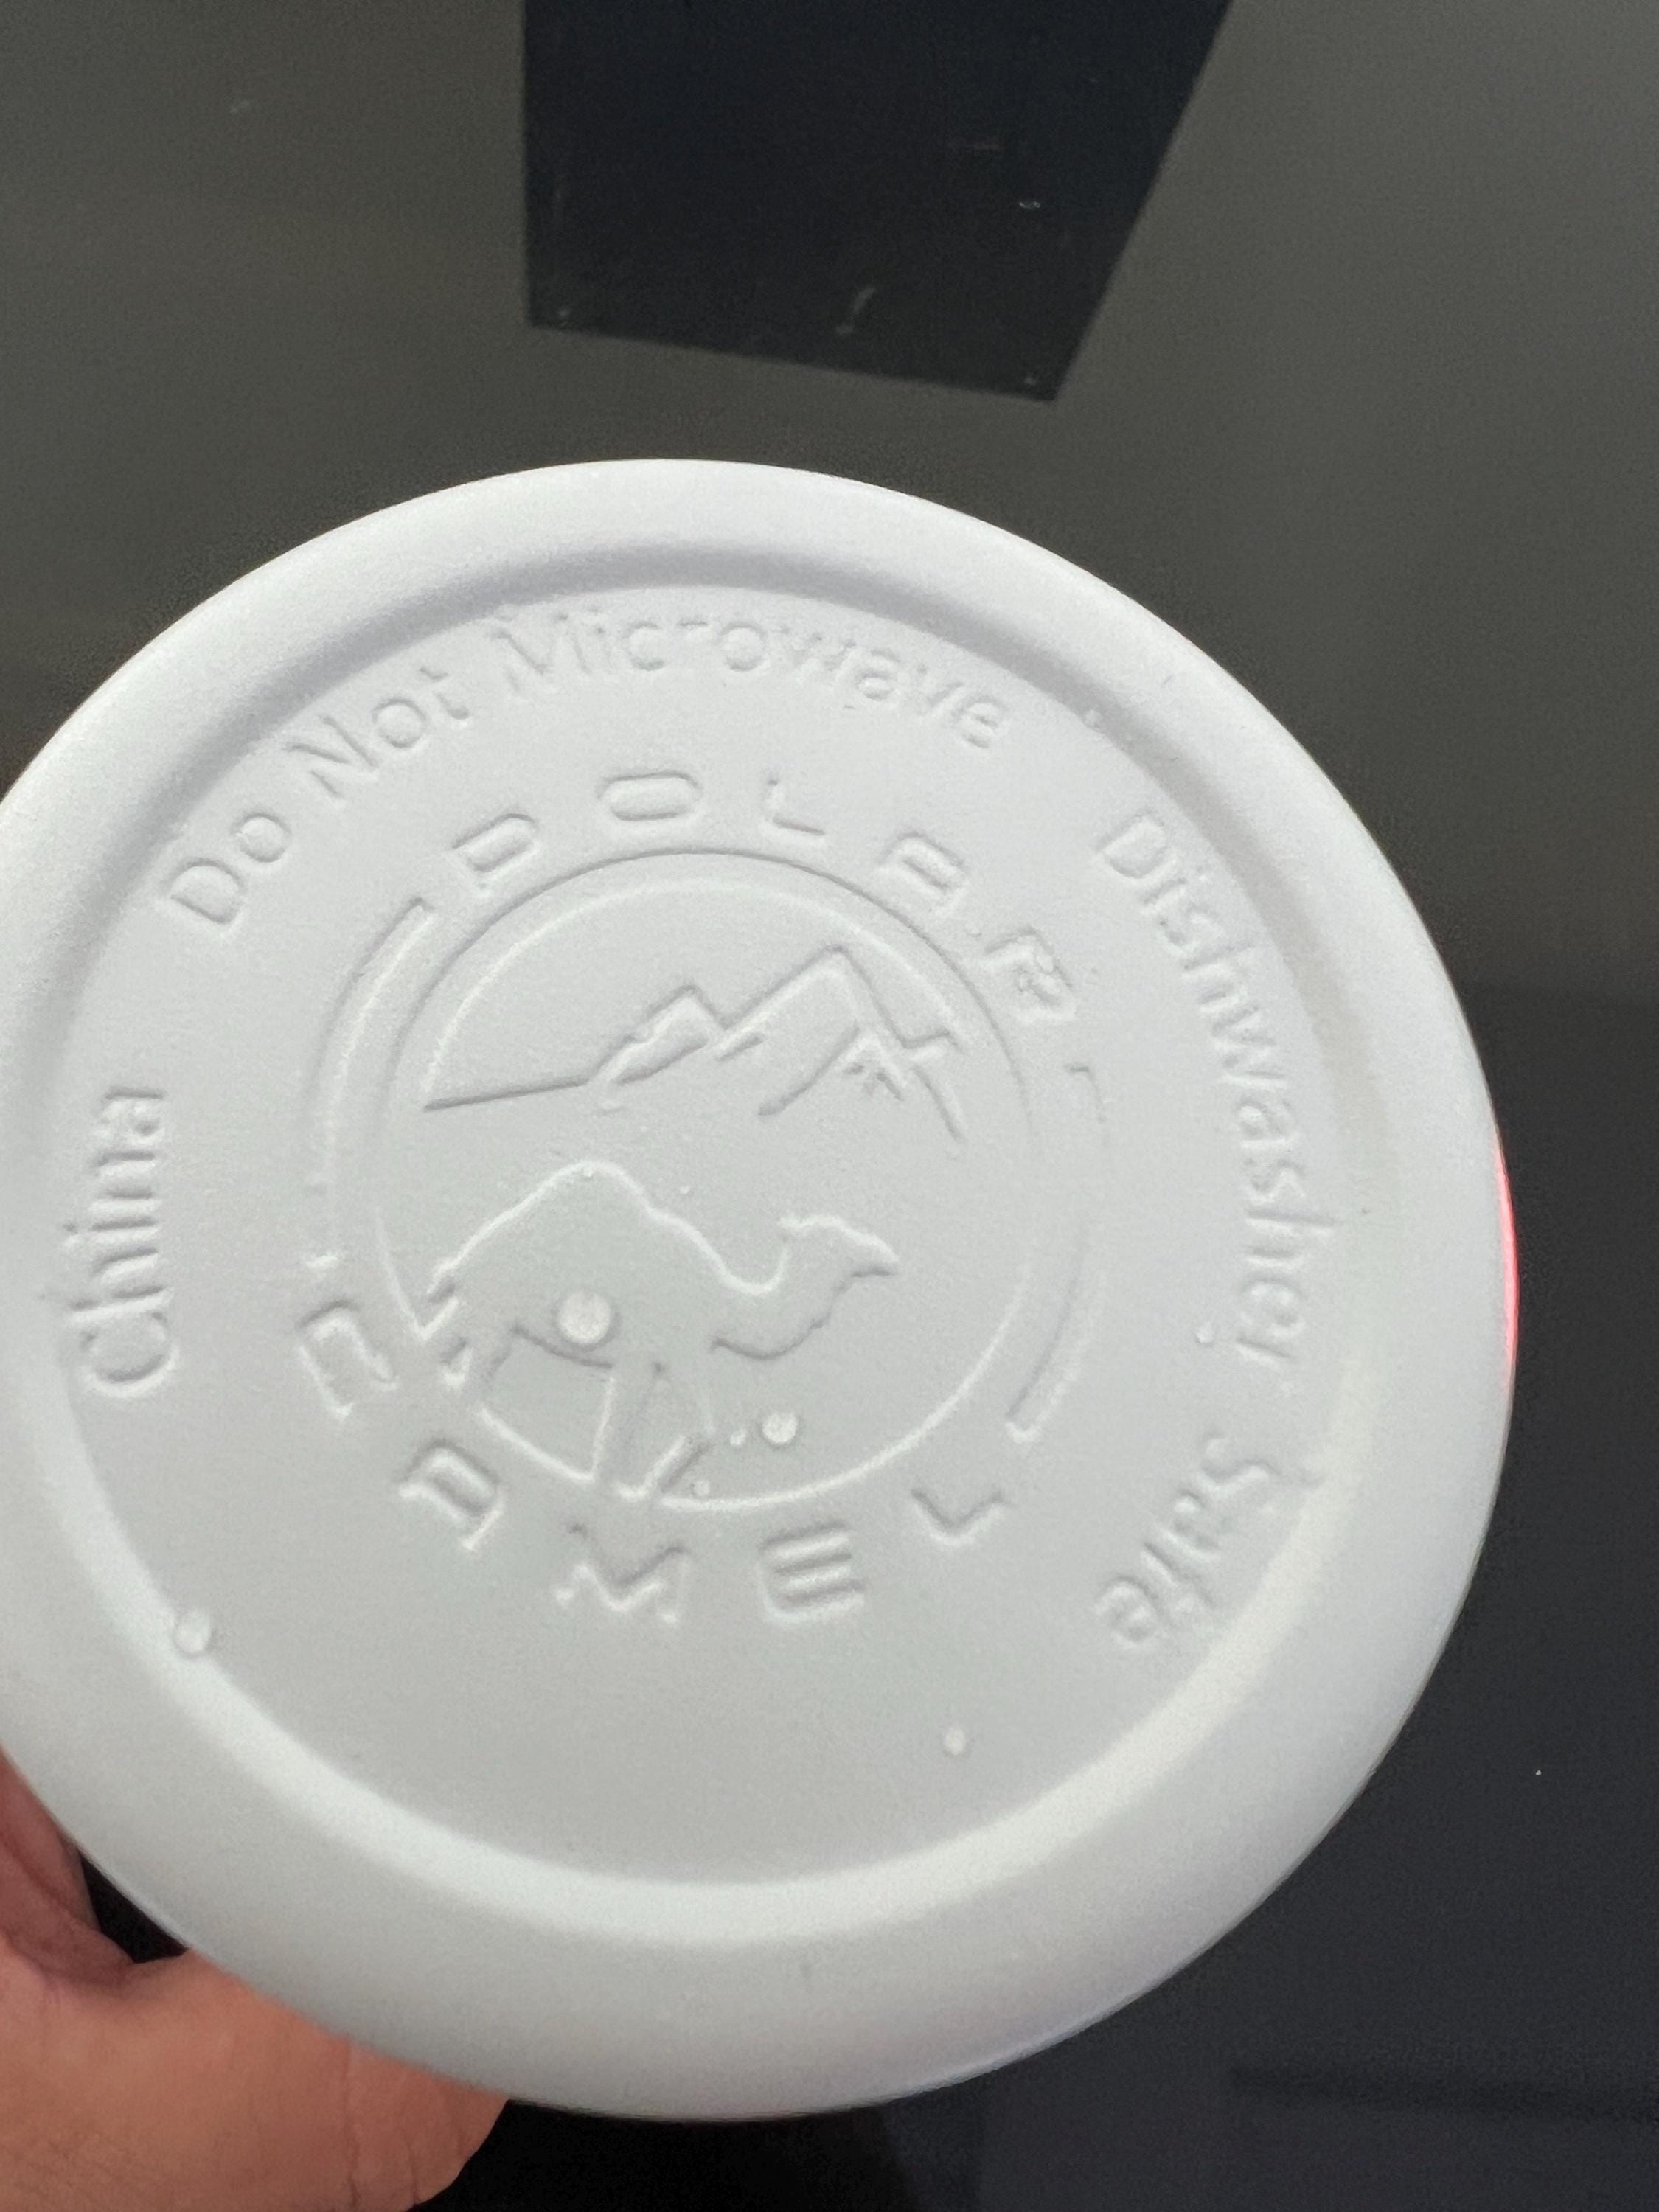 Do Not Microwave
Dishwasher Safe
China
POLAR
CAMEL